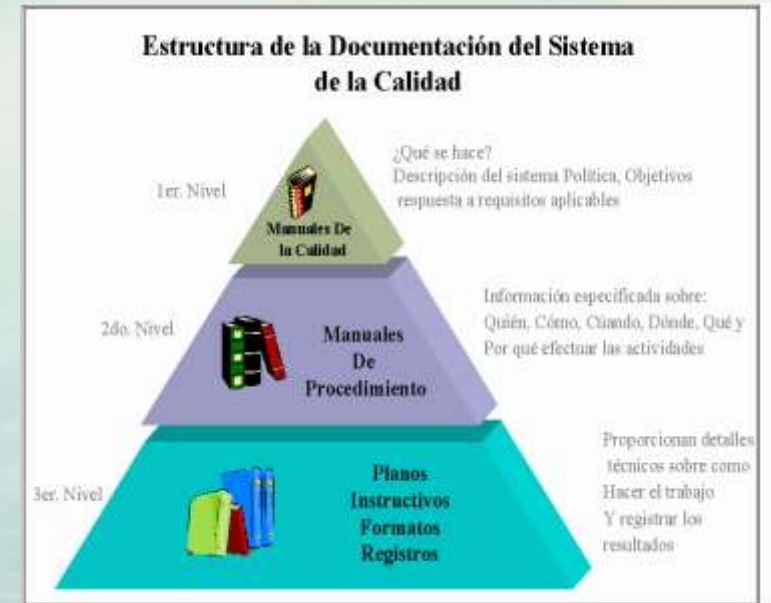 Estructura de la Documentación del Sistema
de la Calidad
1er. Nivel
¿Qué se hace?
Descripción del sistema Política, Objetivos
respuesta a requisitos aplicables
Manuales De
la Calidad
2do. Nivel
Información especificada sobre:
Quién, Cómo, Cúando, Dónde, Qué y
Por qué efectuar las actividades
Manuales
De
Procedimiento
3er. Nivel
Proporcionan detalles
técnicos sobre como
Hacer el trabajo
Y registrar los
resultados
Planos
Instructivos
Formatos
Registros